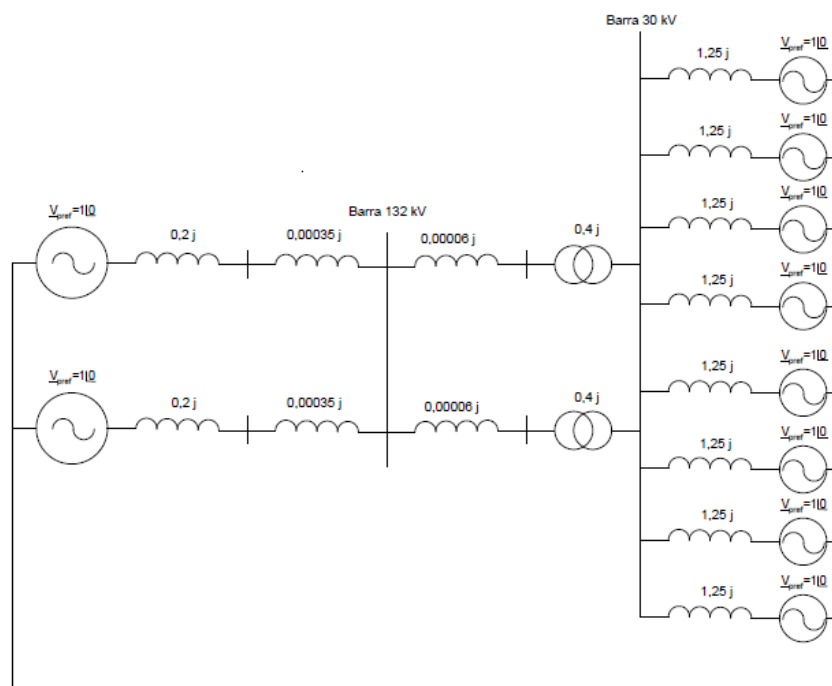 Barra 30 kV
V_pref=1|0
1,25 j
V_pref=1|0
1,25 j
V_pref=1|0
1,25 j
V_pref=1|0
1,25 j
V_pref=1|0
1,25 j
V_pref=1|0
1,25 j
V_pref=1|0
1,25 j
V_pref=1|0
1,25 j
V_pref=1|0
Barra 132 kV
0,2 j
0,00035 j
0,00006 j
0,4 j
V_pref=1|0
0,2 j
0,00035 j
0,00006 j
0,4 j